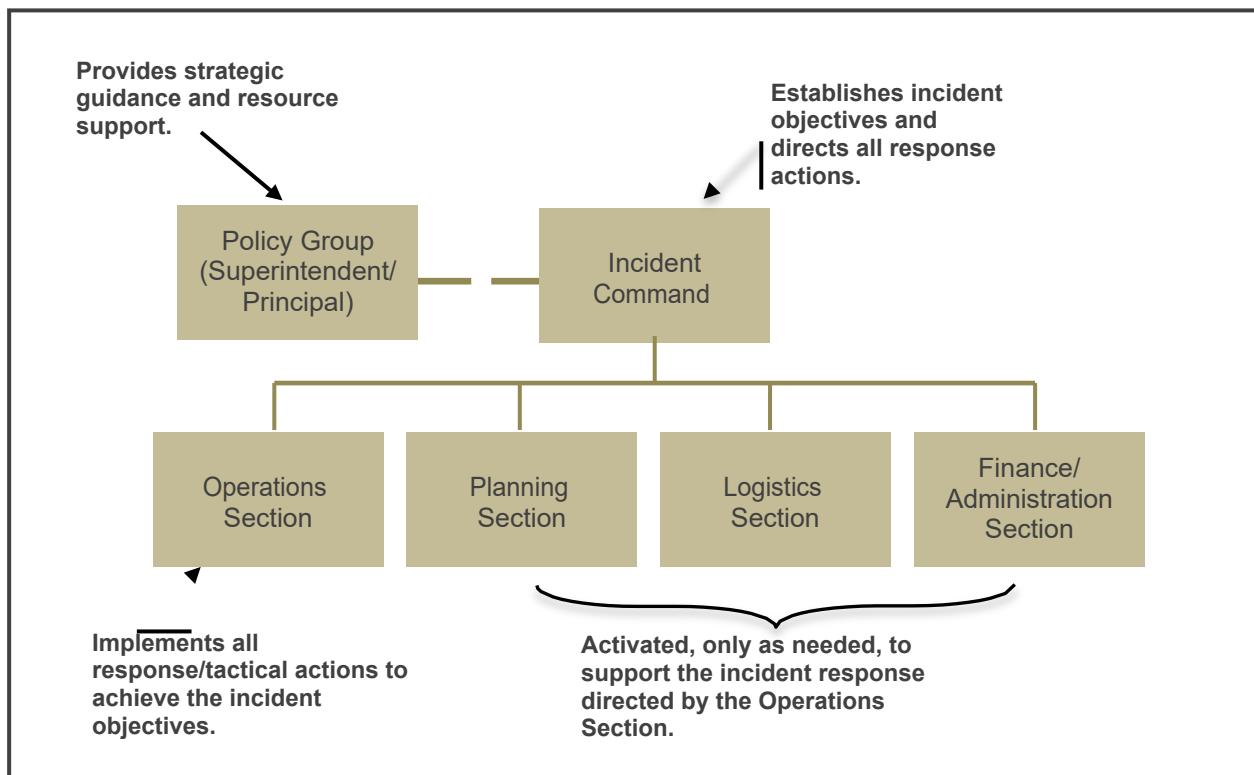 Provides strategic
guidance and resource
support.
Establishes incident
objectives and
directs all response
actions.
Policy Group
(Superintendent/
Principal)
Incident
Command
Operations
Section
Planning
Section
Logistics
Section
Finance/
Administration
Section
Implements all
response/tactical actions to
achieve the incident
objectives.
Activated, only as needed, to
support the incident response
directed by the Operations
Section.